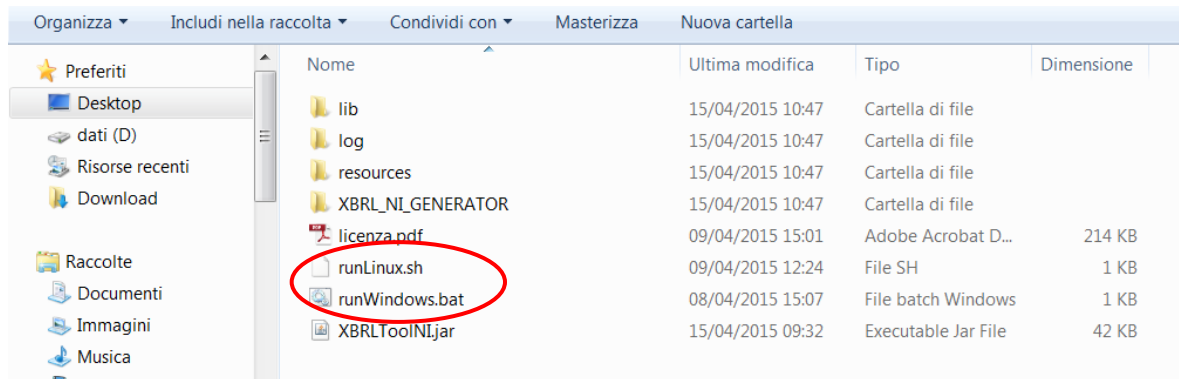 Organizza Includi nella raccolta Condividi con Masterizza Nuova cartella
Preferiti
Desktop
dati (D)
Risorse recenti
Download
Raccolte
Documenti
Immagini
Musica
Nome Ultima modifica Tipo Dimensione
lib 15/04/2015 10:47 Cartella di file
log 15/04/2015 10:47 Cartella di file
resources 15/04/2015 10:47 Cartella di file
XBRL_NI_GENERATOR 15/04/2015 10:47 Cartella di file
licenza.pdf 09/04/2015 15:01 Adobe Acrobat D... 214 KB
runLinux.sh 09/04/2015 12:24 File SH 1 KB
runWindows.bat 08/04/2015 15:07 File batch Windows 1 KB
XBRLToolNI.jar 15/04/2015 09:32 Executable Jar File 42 KB